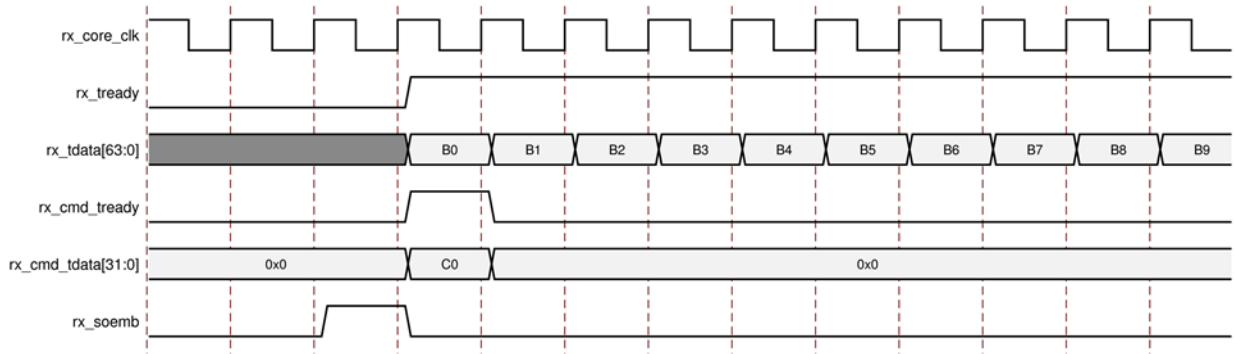 rx_core_clk
rx_tready
rx_tdata[63:0] B0 B1 B2 B3 B4 B5 B6 B7 B8 B9
rx_cmd_tready
rx_cmd_tdata[31:0] 0x0 C0 0x0
rx_soemb